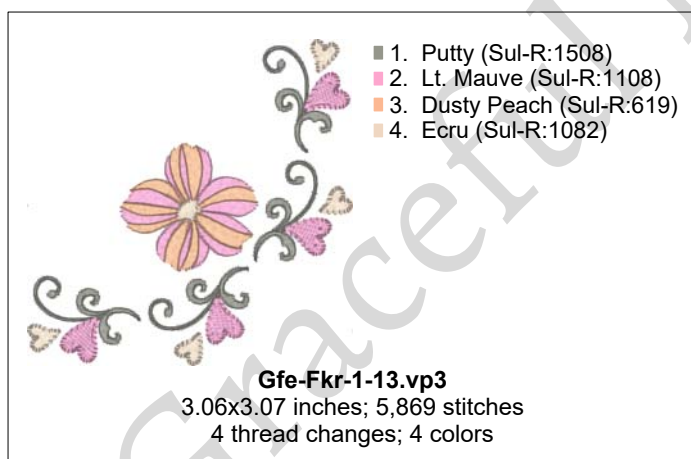 1. Putty (Sul-R:1508)
2. Lt. Mauve (Sul-R:1108)
3. Dusty Peach (Sul-R:619)
4. Ecru (Sul-R:1082)
Gfe-Fkr-1-13.vp3
3.06x3.07 inches; 5,869 stitches
4 thread changes; 4 colors
Graceful